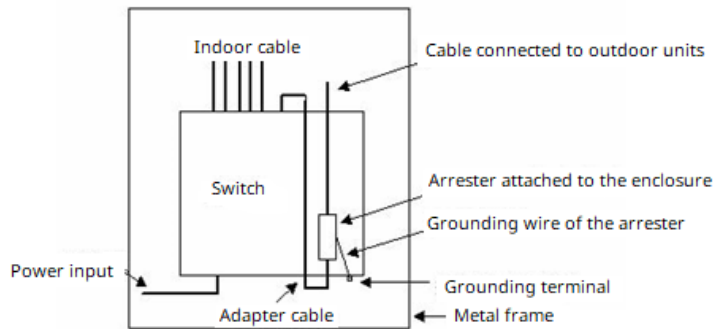 Indoor cable
Cable connected to outdoor units
Switch
Arrester attached to the enclosure
Grounding wire of the arrester
Power input
Grounding terminal
Adapter cable
Metal frame